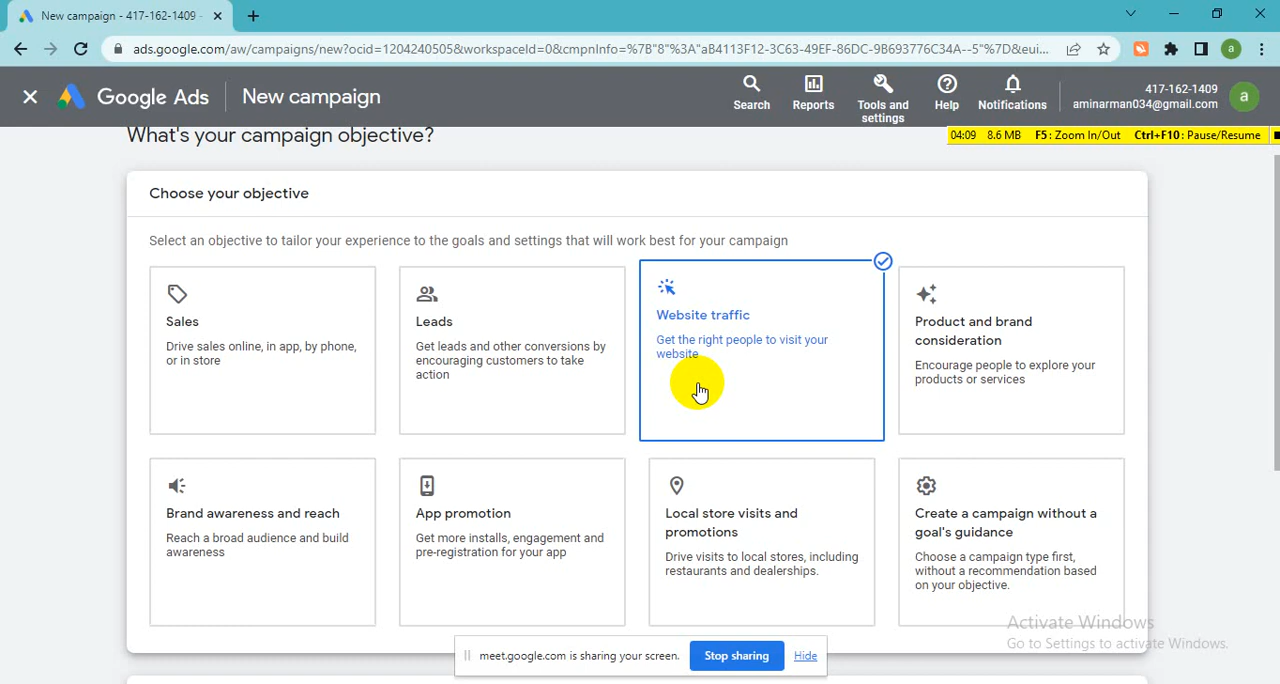 New campaign - 417-162-1409 -
ads.google.com/aw/campaigns/new?ocid=1204240505&workspaceId=0&cmpnInfo=%7B"8"%3A"aB4113F12-3C63-49EF-86DC-9B693776C34A--5"%7D&eui...
a
Google Ads
New campaign
Search
Reports
Tools and
settings
Help
Notifications
417-162-1409
aminarman034@gmail.com
a
04:09 8.6 MB F5: Zoom In/Out Ctrl+F10: Pause/Resume
What's your campaign objective?
Choose your objective
Select an objective to tailor your experience to the goals and settings that will work best for your campaign
Sales
Drive sales online, in app, by phone,
or in store
Leads
Get leads and other conversions by
encouraging customers to take
action
Website traffic
Get the right people to visit your
website
Product and brand
consideration
Encourage people to explore your
products or services
Brand awareness and reach
Reach a broad audience and build
awareness
App promotion
Get more installs, engagement and
pre-registration for your app
Local store visits and
promotions
Drive visits to local stores, including
restaurants and dealerships.
Create a campaign without a
goal's guidance
Choose a campaign type first,
without a recommendation based
on your objective.
Activate Windows
Go to Settings to activate Windows.
meet.google.com is sharing your screen.
Stop sharing
Hide